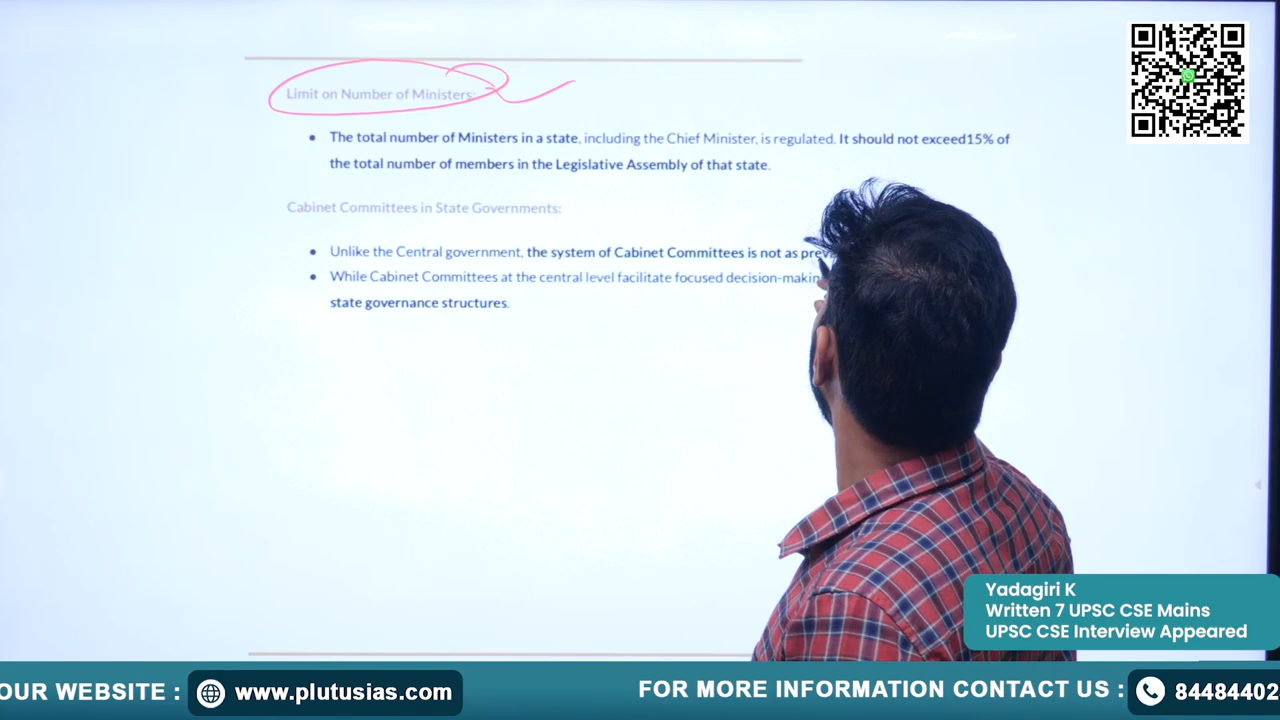 Limit on Number of Ministers:
The total number of Ministers in a state, including the Chief Minister, is regulated. It should not exceed15% of
the total number of members in the Legislative Assembly of that state.
Cabinet Committees in State Governments:
Unlike the Central government, the system of Cabinet Committees is not as
While Cabinet Committees at the central level facilitate focused
state governance structures.
Yadagiri K
Written 7 UPSC CSE Mains
UPSC CSE Interview Appeared
OUR WEBSITE : www.plutusias.com FOR MORE INFORMATION CONTACT US : 84484402